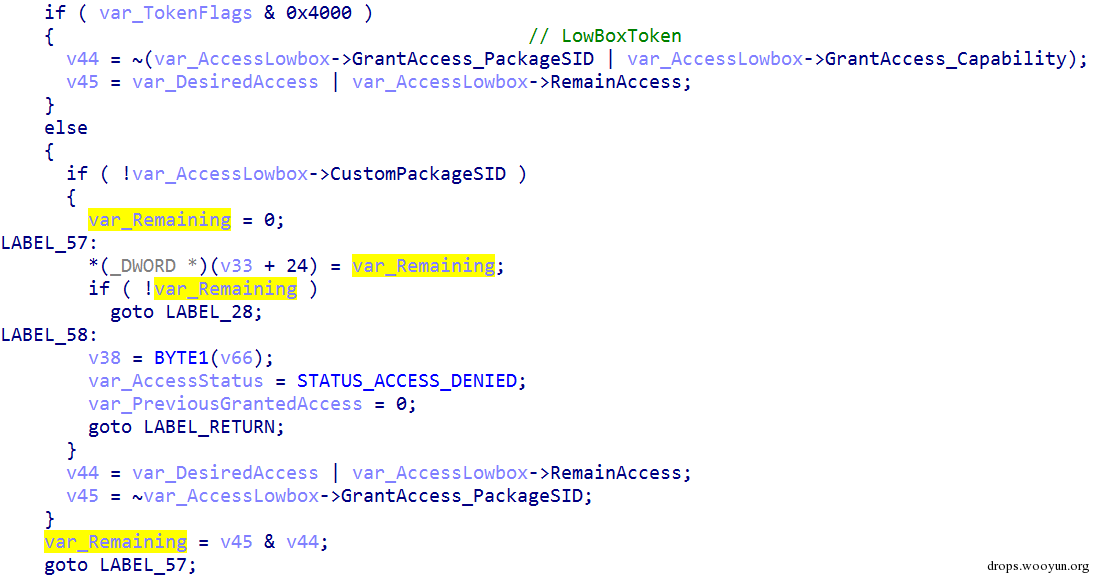 if ( var_TokenFlags & 0x4000 )
{ // LowBoxToken
v44 = ~(var_AccessLowbox->GrantAccess_PackageSID | var_AccessLowbox->GrantAccess_Capability);
v45 = var_DesiredAccess | var_AccessLowbox->RemainAccess;
}
else
{
if ( !var_AccessLowbox->CustomPackageSID )
{
var_Remaining = 0;
LABEL_57:
*(_DWORD *)(v33 + 24) = var_Remaining;
if ( !var_Remaining )
goto LABEL_28;
LABEL_58:
v38 = BYTE1(v66);
var_AccessStatus = STATUS_ACCESS_DENIED;
var_PreviousGrantedAccess = 0;
goto LABEL_RETURN;
}
v44 = var_DesiredAccess | var_AccessLowbox->RemainAccess;
v45 = ~var_AccessLowbox->GrantAccess_PackageSID;
}
var_Remaining = v45 & v44;
goto LABEL_57;
drops.wooyun.org